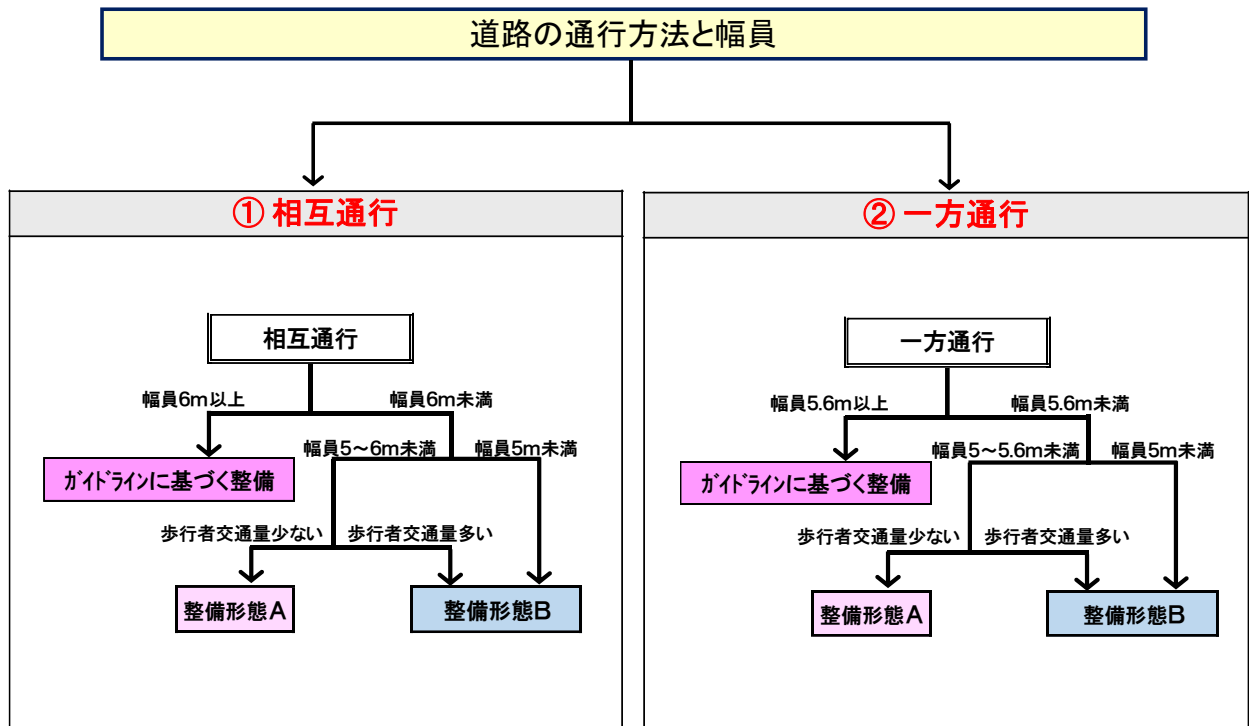 道路の通行方法と幅員
① 相互通行
相互通行
幅員6m以上
幅員6m未満
幅員5～6m未満
幅員5m未満
ｶﾞｲﾄﾞﾗｲﾝに基づく整備
歩行者交通量少ない
歩行者交通量多い
整備形態A
整備形態B
② 一方通行
一方通行
幅員5.6m以上
幅員5.6m未満
幅員5～5.6m未満
幅員5m未満
ｶﾞｲﾄﾞﾗｲﾝに基づく整備
歩行者交通量少ない
歩行者交通量多い
整備形態A
整備形態B